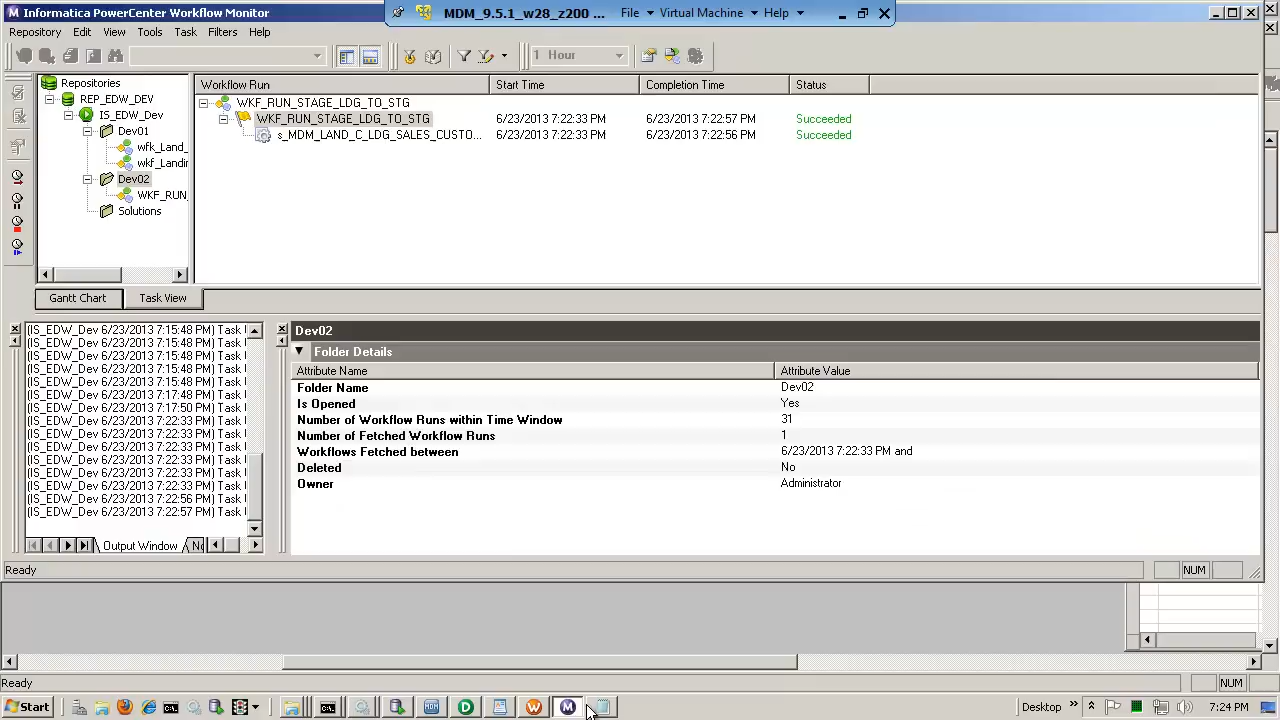 Informatica PowerCenter Workflow Monitor
MDM_9.5.1_w28_z200 ... File Virtual Machine Help
Repository Edit View Tools Task Filters Help
1 Hour
Repositories
REP_EDW_DEV
IS_EDW_Dev
Dev01
wfk_Land_
wkf_Landir
Dev02
WKF_RUN_
Solutions
Workflow Run Start Time Completion Time Status
WKF_RUN_STAGE_LDG_TO_STG
WKF_RUN_STAGE_LDG_TO_STG 6/23/2013 7:22:33 PM 6/23/2013 7:22:57 PM Succeeded
s_MDM_LAND_C_LDG_SALES_CUSTO... 6/23/2013 7:22:33 PM 6/23/2013 7:22:56 PM Succeeded
Gantt Chart Task View
(IS_EDW_Dev 6/23/2013 7:15:48 PM) Task
(IS_EDW_Dev 6/23/2013 7:15:48 PM) Task
(IS_EDW_Dev 6/23/2013 7:15:48 PM) Task
(IS_EDW_Dev 6/23/2013 7:15:48 PM) Task
(IS_EDW_Dev 6/23/2013 7:15:48 PM) Task
(IS_EDW_Dev 6/23/2013 7:17:48 PM) Task
(IS_EDW_Dev 6/23/2013 7:17:50 PM) Task
(IS_EDW_Dev 6/23/2013 7:22:33 PM) Task
(IS_EDW_Dev 6/23/2013 7:22:33 PM) Task
(IS_EDW_Dev 6/23/2013 7:22:33 PM) Task
(IS_EDW_Dev 6/23/2013 7:22:33 PM) Task
(IS_EDW_Dev 6/23/2013 7:22:33 PM) Task
(IS_EDW_Dev 6/23/2013 7:22:33 PM) Task
(IS_EDW_Dev 6/23/2013 7:22:56 PM) Task
(IS_EDW_Dev 6/23/2013 7:22:57 PM) Task
Output Window
Dev02
Folder Details
Attribute Name Attribute Value
Folder Name Dev02
Is Opened Yes
Number of Workflow Runs within Time Window 31
Number of Fetched Workflow Runs 1
Workflows Fetched between 6/23/2013 7:22:33 PM and
Deleted No
Owner Administrator
Ready NUM
Ready NUM
Start Desktop 7:24 PM